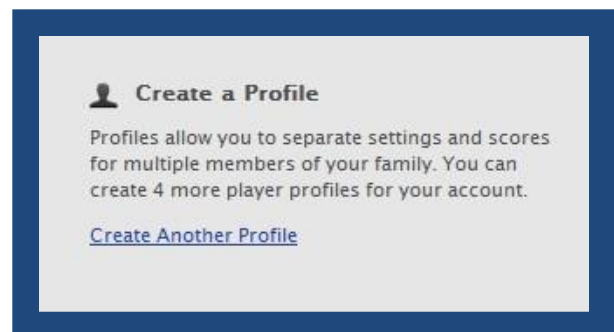 Create a Profile
Profiles allow you to separate settings and scores
for multiple members of your family. You can
create 4 more player profiles for your account.
Create Another Profile